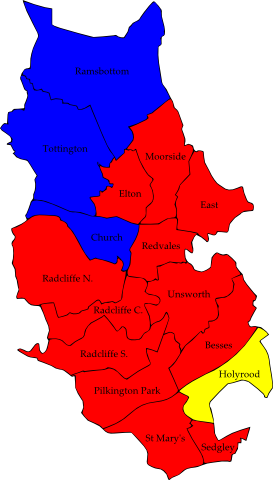 Ramsbottom
Tottington
Moorside
Elton
East
Church
Redvales
Radcliffe N.
Unsworth
Radcliffe C.
Besses
Radcliffe S.
Holyrood
Pilkington Park
St Mary's
Sedgley